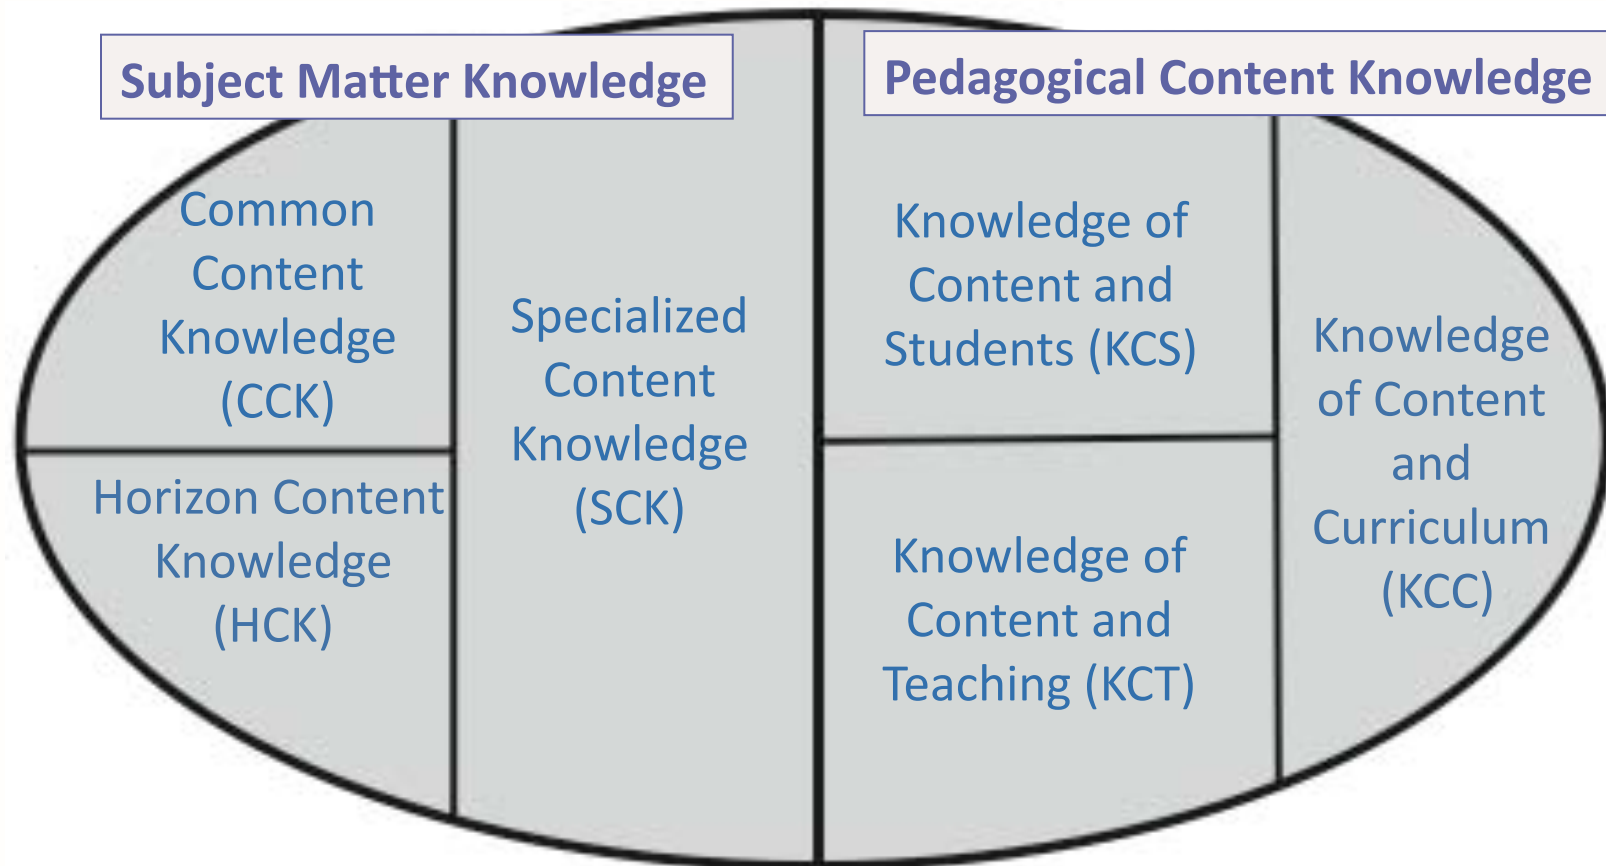 Subject Matter Knowledge
Pedagogical Content Knowledge
Common
Content
Knowledge
(CCK)
Horizon Content
Knowledge
(HCK)
Specialized
Content
Knowledge
(SCK)
Knowledge of
Content and
Students (KCS)
Knowledge of
Content and
Teaching (KCT)
Knowledge
of Content
and
Curriculum
(KCC)